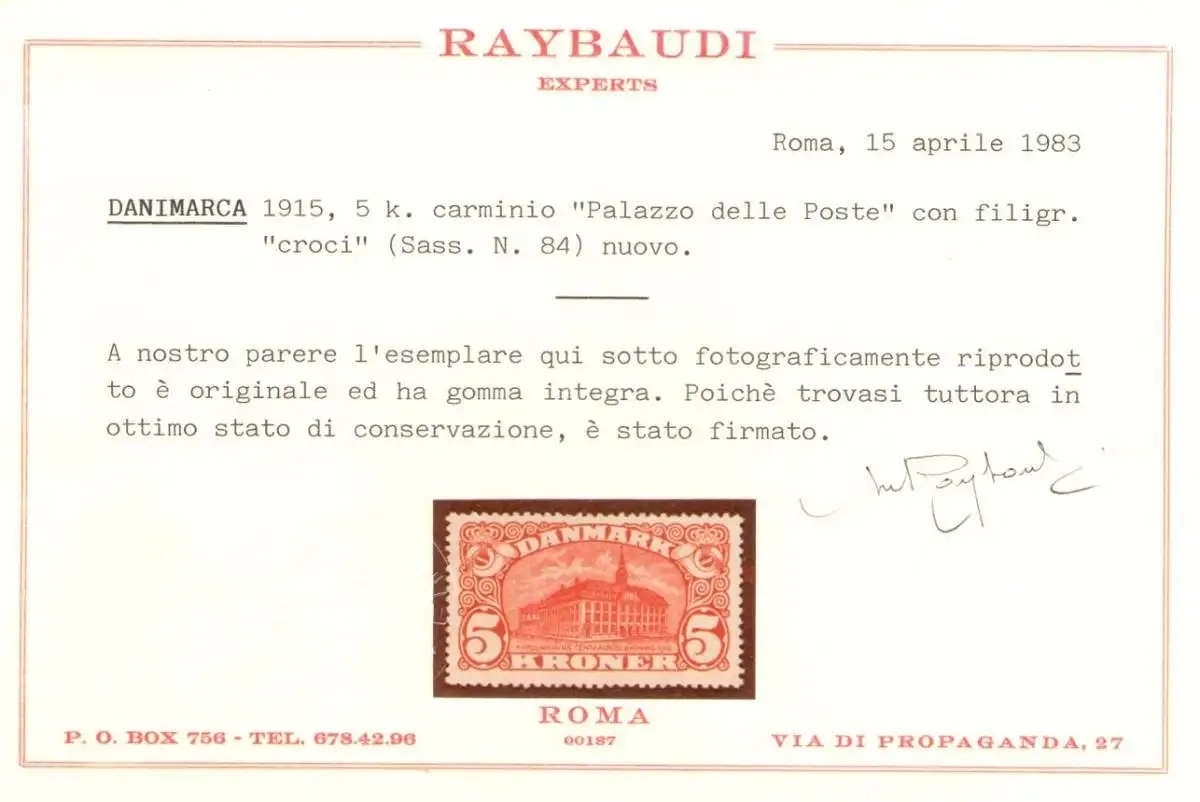 RAYBAUDI
EXPERTS
Roma, 15 aprile 1983
DANIMARCA 1915, 5 k. carminio "Palazzo delle Poste" con filigr.
"croci" (Sass. N. 84) nuovo.
A nostro parere l'esemplare qui sotto fotograficamente riprodot
to è originale ed ha gomma integra. Poichè trovasi tuttora in
ottimo stato di conservazione, è stato firmato.
DANMARK
5 5
KRONER
ROMA
P. O. BOX 756 - TEL. 678.42.96
00187
VIA DI PROPAGANDA, 27